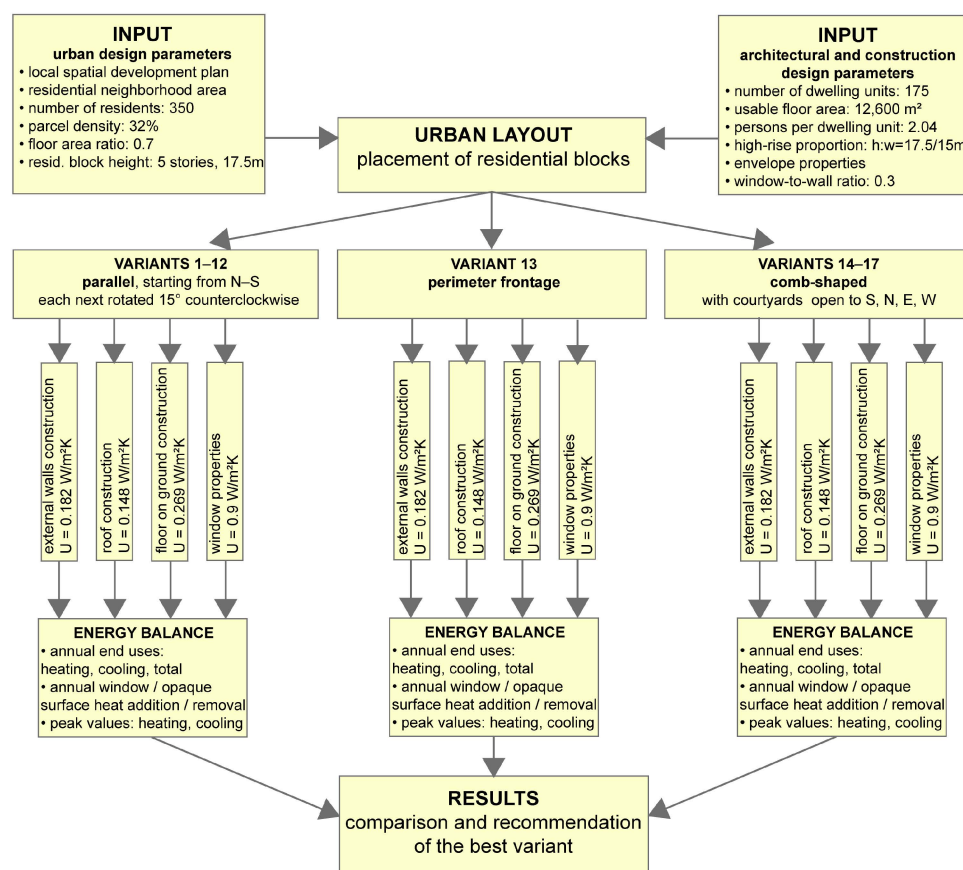 INPUT
urban design parameters
• local spatial development plan
• residential neighborhood area
• number of residents: 350
• parcel density: 32%
• floor area ratio: 0.7
• resid. block height: 5 stories, 17.5m
INPUT
architectural and construction
design parameters
• number of dwelling units: 175
• usable floor area: 12,600 m²
• persons per dwelling unit: 2.04
• high-rise proportion: h:w=17.5/15m
• envelope properties
• window-to-wall ratio: 0.3
URBAN LAYOUT
placement of residential blocks
VARIANTS 1–12
parallel, starting from N–S
each next rotated 15° counterclockwise
VARIANT 13
perimeter frontage
VARIANTS 14–17
comb-shaped
with courtyards open to S, N, E, W
external walls construction
U = 0.182 W/m²K
roof construction
U = 0.148 W/m²K
floor on ground construction
U = 0.269 W/m²K
window properties
U = 0.9 W/m²K
external walls construction
U = 0.182 W/m²K
roof construction
U = 0.148 W/m²K
floor on ground construction
U = 0.269 W/m²K
window properties
U = 0.9 W/m²K
external walls construction
U = 0.182 W/m²K
roof construction
U = 0.148 W/m²K
floor on ground construction
U = 0.269 W/m²K
window properties
U = 0.9 W/m²K
ENERGY BALANCE
• annual end uses:
heating, cooling, total
• annual window / opaque
surface heat addition / removal
• peak values: heating, cooling
ENERGY BALANCE
• annual end uses:
heating, cooling, total
• annual window / opaque
surface heat addition / removal
• peak values: heating, cooling
ENERGY BALANCE
• annual end uses:
heating, cooling, total
• annual window / opaque
surface heat addition / removal
• peak values: heating, cooling
RESULTS
comparison and recommendation
of the best variant